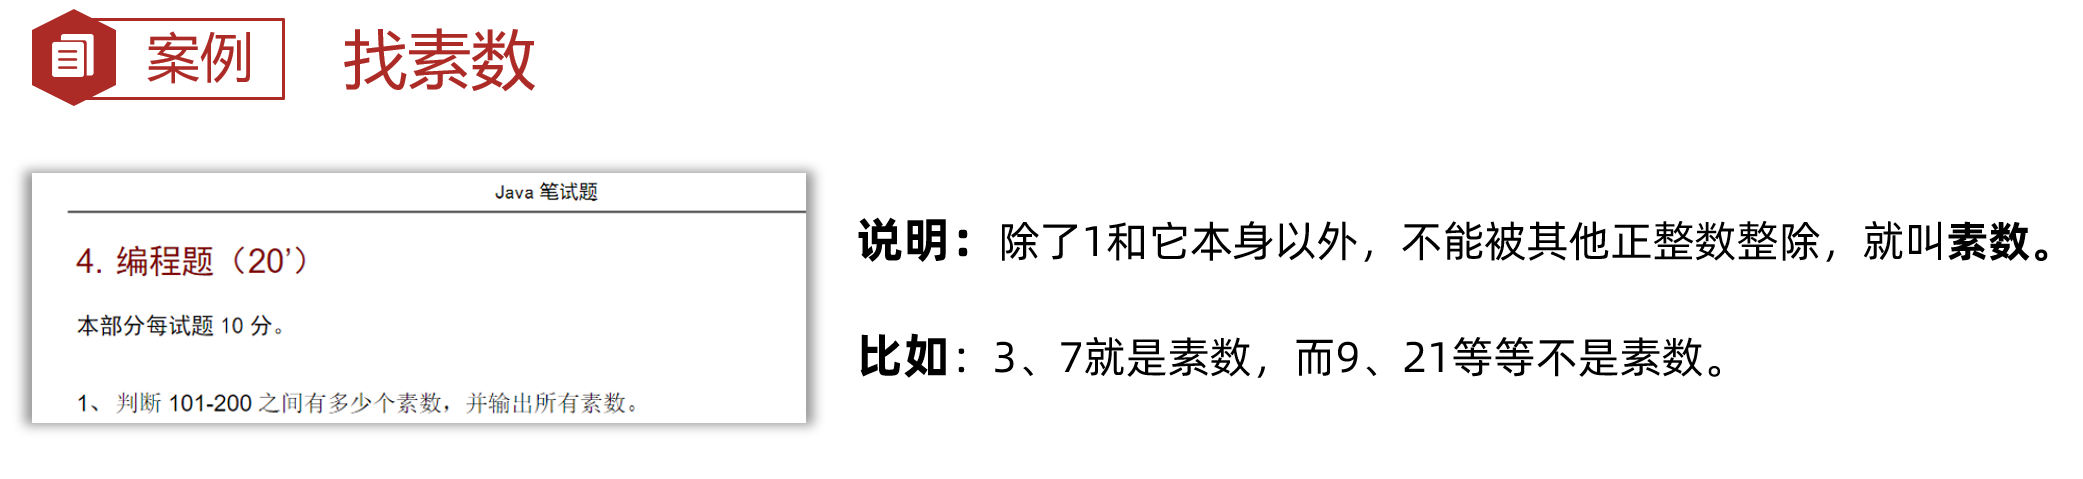 案例 找素数
Java 笔试题
4. 编程题（20’）
本部分每试题 10 分。
1、 判断 101-200 之间有多少个素数，并输出所有素数。
说明：除了1和它本身以外，不能被其他正整数整除，就叫素数。
比如：3、7就是素数，而9、21等等不是素数。